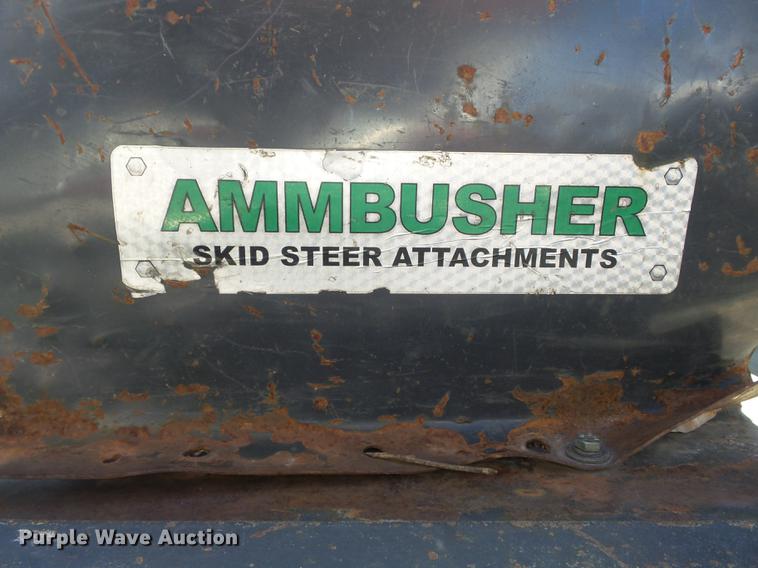 AMMBUSHER
SKID STEER ATTACHMENTS
Purple Wave Auction